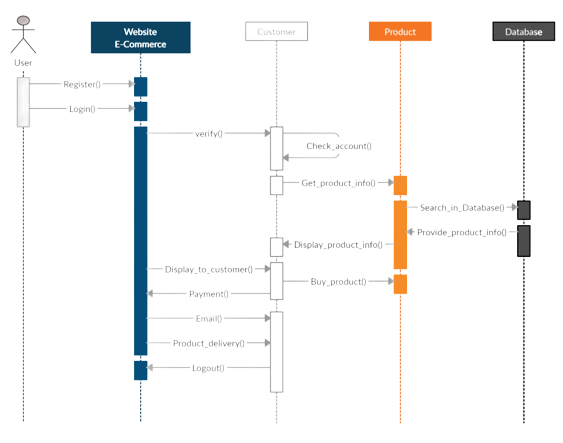 Website
E-Commerce
Customer
Product
Database
User
Register()
Login()
verify()
Check_account()
Get_product_info()
Search_in_Database()
Provide_product_info()
Display_product_info()
Display_to_customer()
Buy_product()
Payment()
Email()
Product_delivery()
Logout()